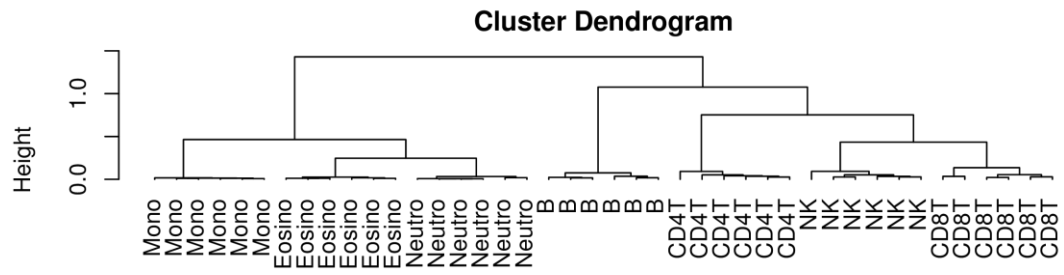 Cluster Dendrogram
Height
0.0
1.0
Mono
Mono
Mono
Mono
Mono
Mono
Eosino
Eosino
Eosino
Eosino
Eosino
Eosino
Neutro
Neutro
Neutro
Neutro
Neutro
Neutro
B
B
B
B
B
B
CD4T
CD4T
CD4T
CD4T
CD4T
CD4T
NK
NK
NK
NK
NK
NK
CD8T
CD8T
CD8T
CD8T
CD8T
CD8T